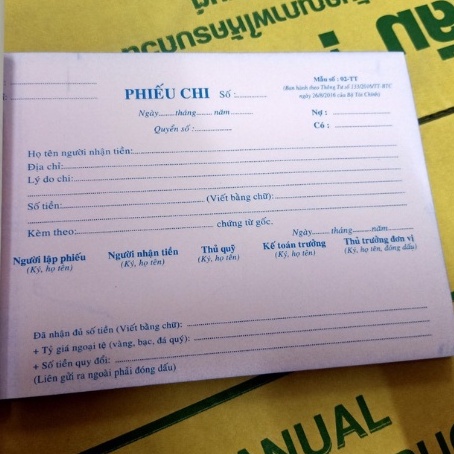 PHIẾU CHI Số:
Mẫu số : 02-TT
(Ban hành theo Thông Tư số 133/2016/TT-BTC
ngày 26/8/2016 của Bộ Tài Chính)
Ngày.......tháng.......năm............
Quyển số:..................
Nợ :........................
Có :........................
Họ tên người nhận tiền:
Địa chỉ:
Lý do chi:
Số tiền:........................(Viết bằng chữ):
Kèm theo:........................ chứng từ gốc.
Ngày.......tháng.......năm.......
Người lập phiếu Người nhận tiền Thủ quỹ Kế toán trưởng Thủ trưởng đơn vị
(Ký, họ tên) (Ký, họ tên) (Ký, họ tên) (Ký, họ tên) (Ký, họ tên, đóng dấu)
Đã nhận đủ số tiền (Viết bằng chữ):
+ Tỷ giá ngoại tệ (vàng, bạc, đá quý):
+ Số tiền quy đổi:
(Liên gửi ra ngoài phải đóng dấu)
MANUAL